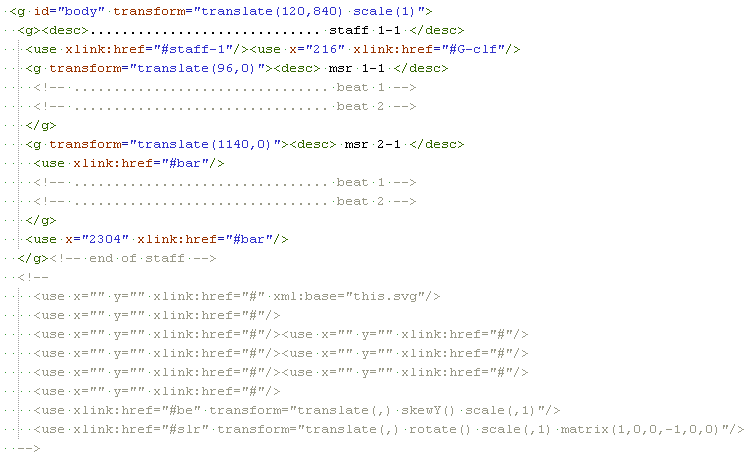 <g id="body" transform="translate(120,840) scale(1)">
<g><desc>.............................. staff 1-1 </desc>
<use xlink:href="#staff-1"/><use x="216" xlink:href="#G-clf"/>
<g transform="translate(96,0)"><desc> msr 1-1 </desc>
<!-- ................................. beat 1 -->
<!-- ................................. beat 2 -->
</g>
<g transform="translate(1140,0)"><desc> msr 2-1 </desc>
<use xlink:href="#bar"/>
<!-- ................................. beat 1 -->
<!-- ................................. beat 2 -->
</g>
<use x="2304" xlink:href="#bar"/>
</g><!-- end of staff -->
<!--
<use x="" y="" xlink:href="#" xml:base="this.svg"/>
<use x="" y="" xlink:href="#"/>
<use x="" y="" xlink:href="#"/><use x="" y="" xlink:href="#"/>
<use x="" y="" xlink:href="#"/><use x="" y="" xlink:href="#"/>
<use x="" y="" xlink:href="#"/><use x="" y="" xlink:href="#"/>
<use x="" y="" xlink:href="#"/>
<use xlink:href="#be" transform="translate(,) skewY() scale(,1)"/>
<use xlink:href="#slr" transform="translate(,) rotate() scale(,1) matrix(1,0,0,-1,0,0)"/>
-->